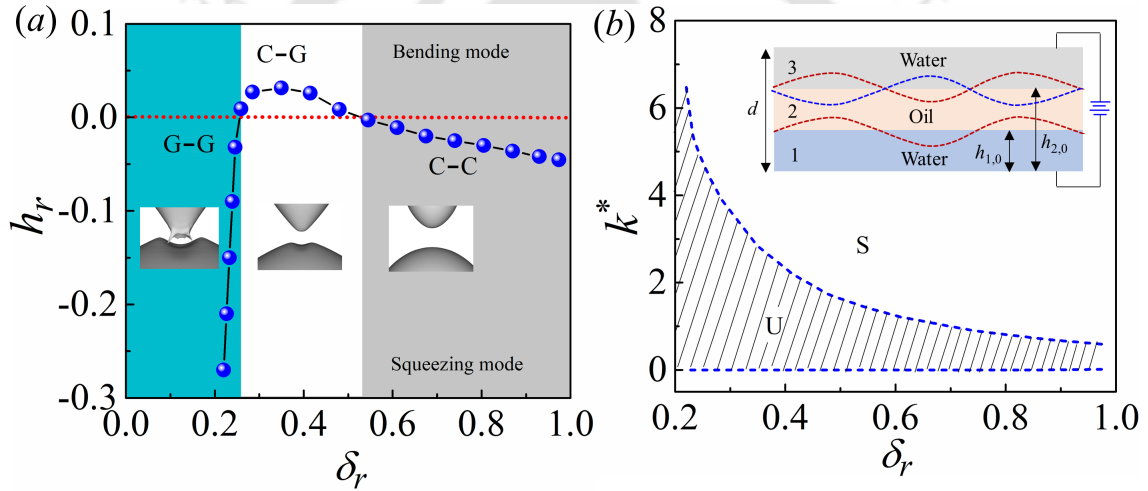 (a)
0.1
0.0
-0.1
-0.2
-0.3
h_r
C-G
Bending mode
G-G
C-C
Squeezing mode
0.0 0.2 0.4 0.6 0.8 1.0
δ_r
(b)
8
6
4
2
0
k*
3
Water
d
2
Oil
1
Water
h_{1,0}
h_{2,0}
S
U
0.2 0.4 0.6 0.8 1.0
δ_r